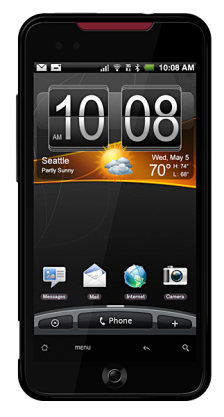 10:08 AM
10 08
AM
Seattle
Partly Sunny
Wed, May 5
70° H: 74°
L: 68°
Messages Mail Internet Camera
Phone +
menu